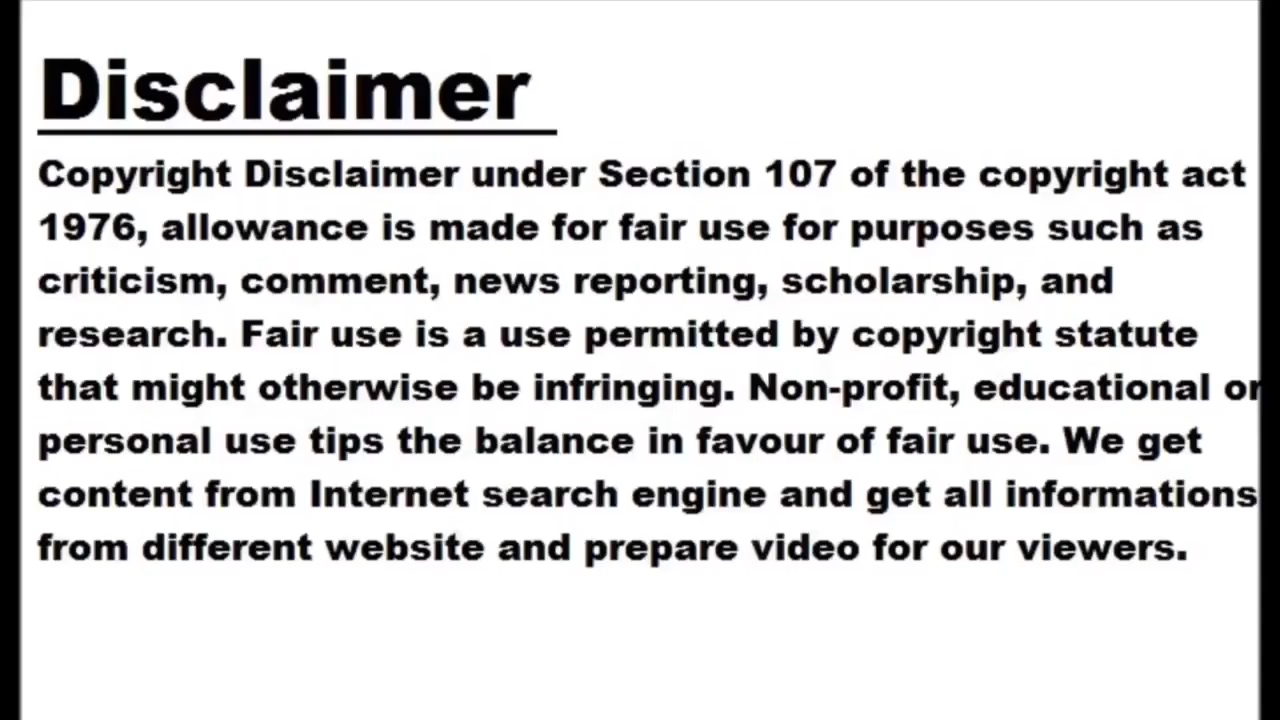 Disclaimer
Copyright Disclaimer under Section 107 of the copyright act
1976, allowance is made for fair use for purposes such as
criticism, comment, news reporting, scholarship, and
research. Fair use is a use permitted by copyright statute
that might otherwise be infringing. Non-profit, educational or
personal use tips the balance in favour of fair use. We get
content from Internet search engine and get all informations
from different website and prepare video for our viewers.